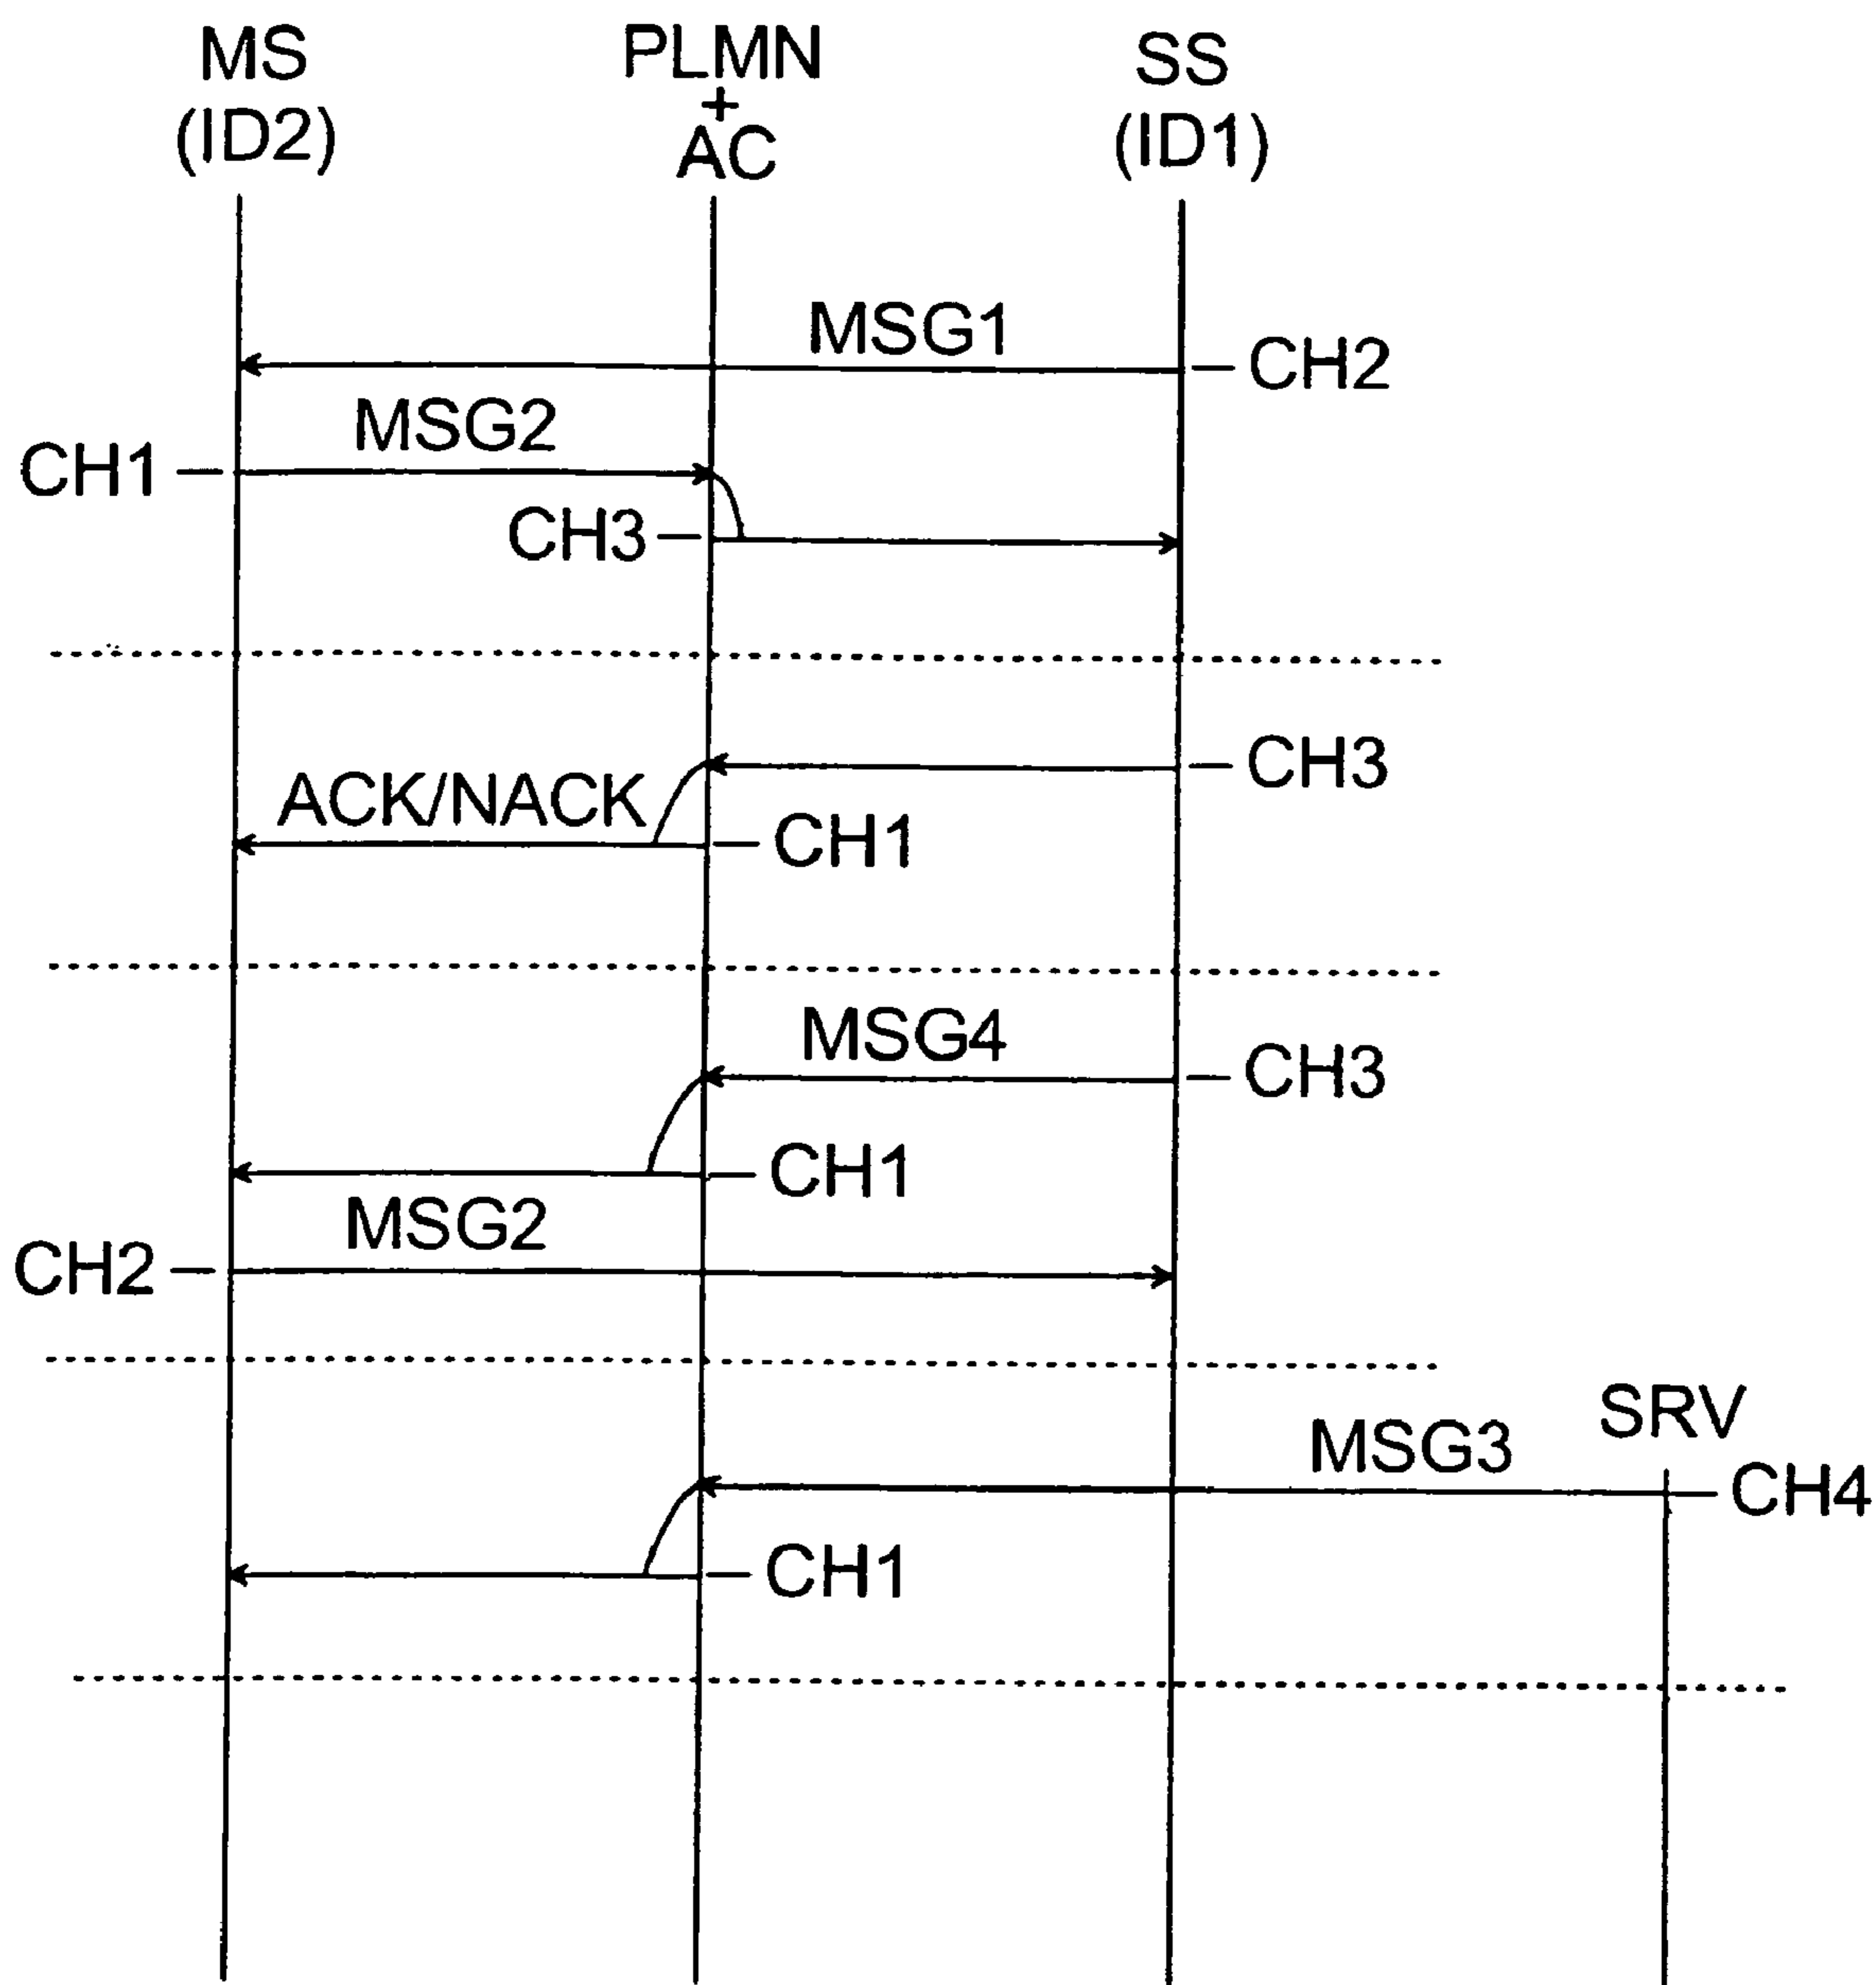 MS
(ID2)
PLMN
+
AC
SS
(ID1)
MSG1
CH2
MSG2
CH1
CH3
CH3
ACK/NACK
CH1
MSG4
CH3
CH1
MSG2
CH2
SRV
MSG3
CH4
CH1